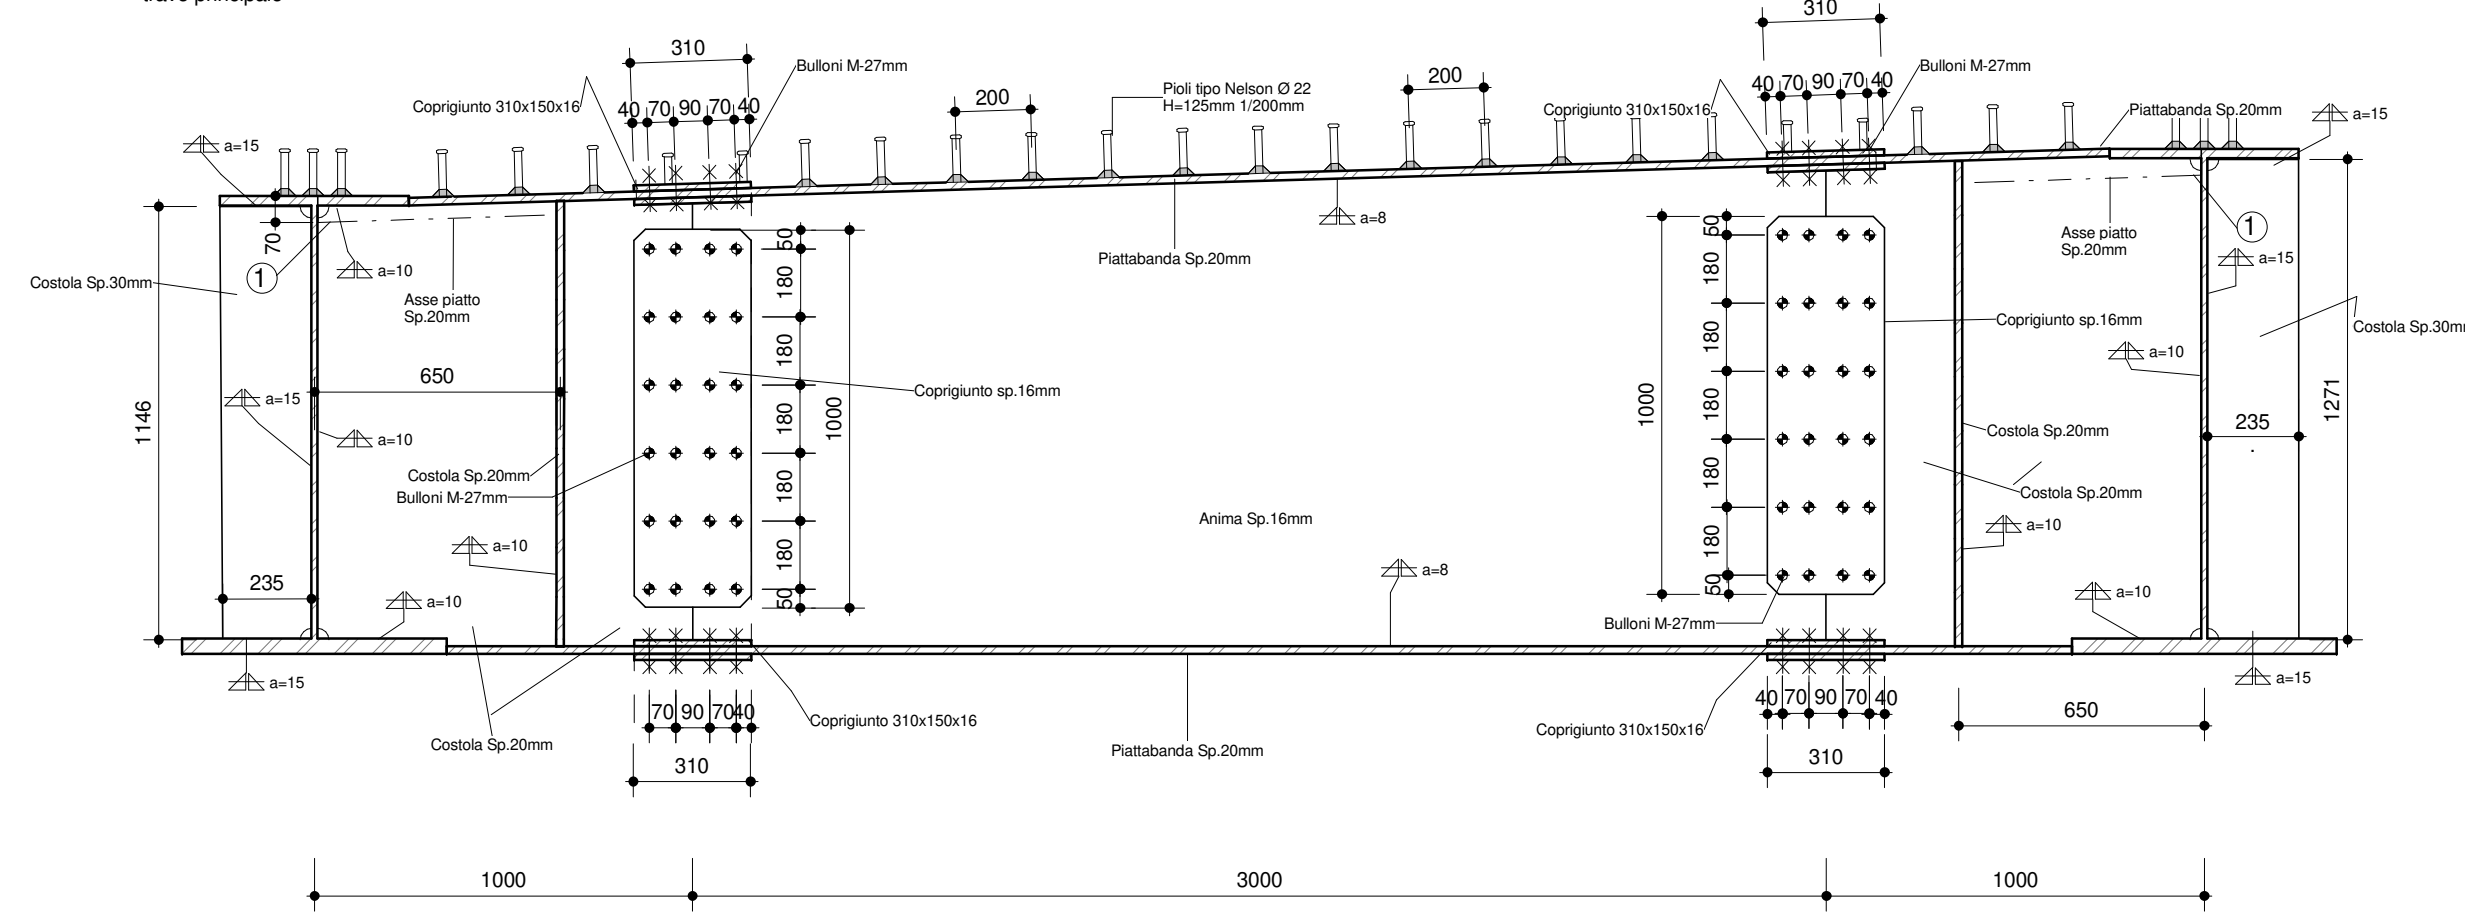 310
310
Bulloni M-27mm
Bulloni M-27mm
200
200
Pioli tipo Nelson Ø 22
H=125mm 1/200mm
Coprigiunto 310x150x16
40 70 90 70 40
Coprigiunto 310x150x16
40 70 90 70 40
Piattabanda Sp.20mm
a=15
a=15
a=8
70
1
1
a=10
Piattabanda Sp.20mm
Asse piatto
Sp.20mm
a=15
Costola Sp.30mm
Asse piatto
Sp.20mm
50
180
180
180
180
180
50
1000
1000
50
180
180
180
180
180
50
Coprigiunto sp.16mm
a=10
650
Coprigiunto sp.16mm
a=15
1146
1271
235
a=10
Costola Sp.20mm
Costola Sp.20mm
Bulloni M-27mm
Costola Sp.20mm
Anima Sp.16mm
a=10
a=10
a=8
235
a=10
a=10
Bulloni M-27mm
a=15
a=15
70 90 70 40
40 70 90 70 40
650
Coprigiunto 310x150x16
Coprigiunto 310x150x16
Costola Sp.20mm
Piattabanda Sp.20mm
310
310
1000
3000
1000